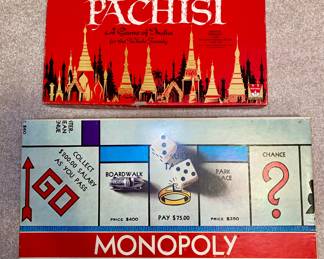 PACHISI
A Game of India
for the Whole Family
COLLECT
$200.00 SALARY
AS YOU PASS
GO
BOARDWALK
PRICE $400
TAX
PAY $75.00
PARK
PLACE
PRICE $350
CHANCE
?
MONOPOLY